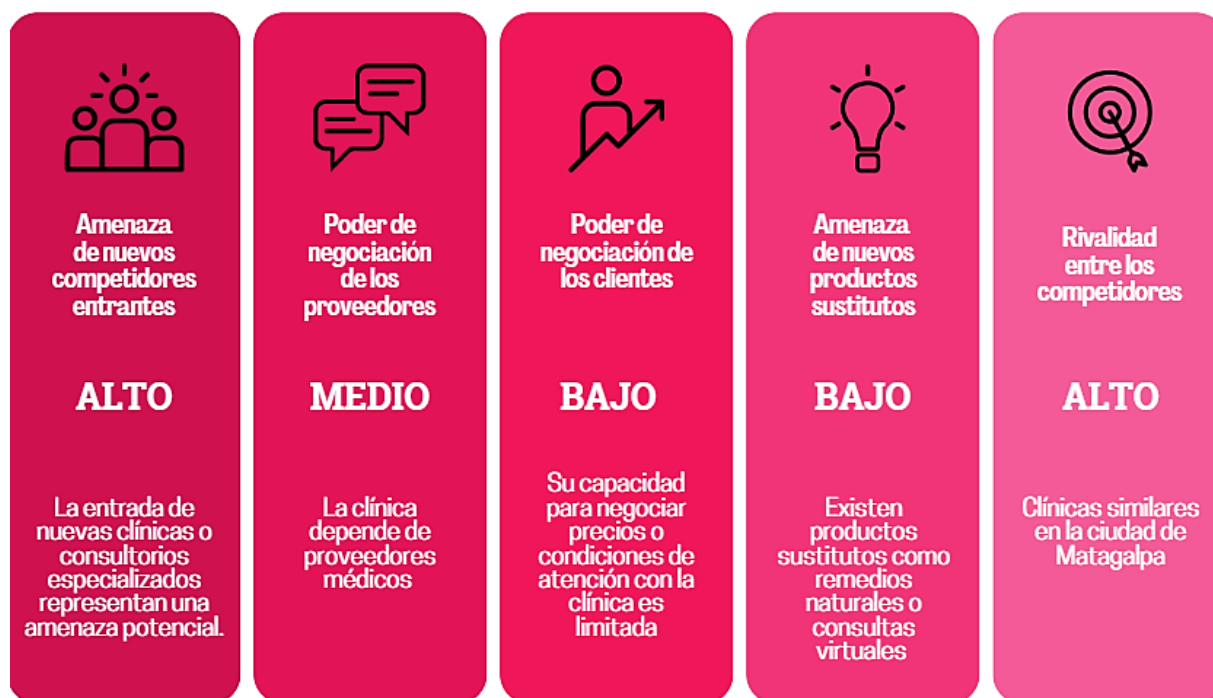 Amenaza
de nuevos
competidores
entrantes
ALTO
La entrada de
nuevas clínicas o
consultorios
especializados
representan una
amenaza potencial.
Poder de
negociación
de los
proveedores
MEDIO
La clínica
depende de
proveedores
médicos
Poder de
negociación de
los clientes
BAJO
Su capacidad
para negociar
precios o
condiciones de
atención con la
clínica es
limitada
Amenaza
de nuevos
productos
sustitutos
BAJO
Existen
productos
sustitutos como
remedios
naturales o
consultas
virtuales
Rivalidad
entre los
competidores
ALTO
Clínicas similares
en la ciudad de
Matagalpa